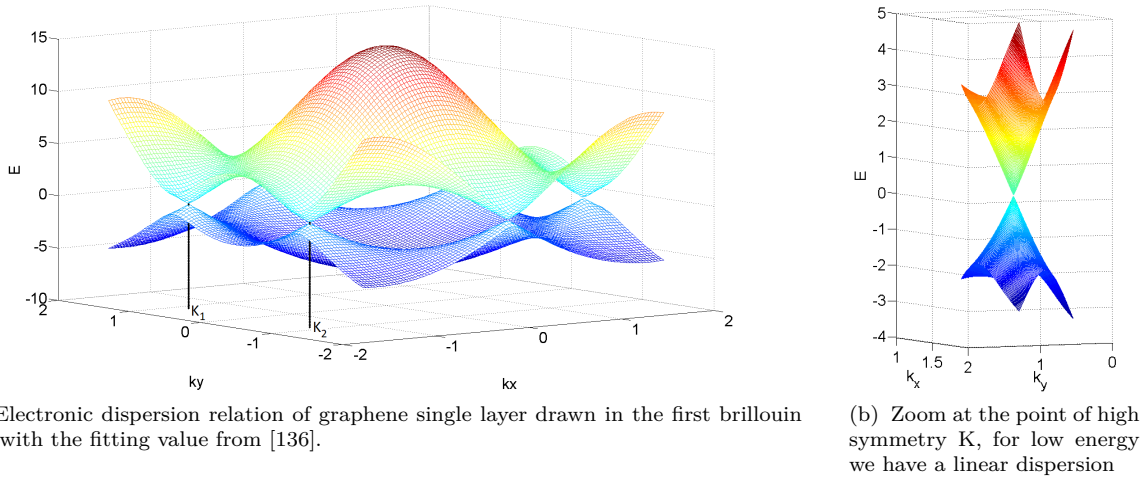 15
10
5
0
-5
-10
E
2
1
0
-1
-2
ky
-2
-1
0
1
2
kx
K1
K2
Electronic dispersion relation of graphene single layer drawn in the first brillouin
with the fitting value from [136].
5
4
3
2
1
0
-1
-2
-3
-4
E
1
1.5
kx
2
1
0
ky
(b) Zoom at the point of high
symmetry K, for low energy
we have a linear dispersion